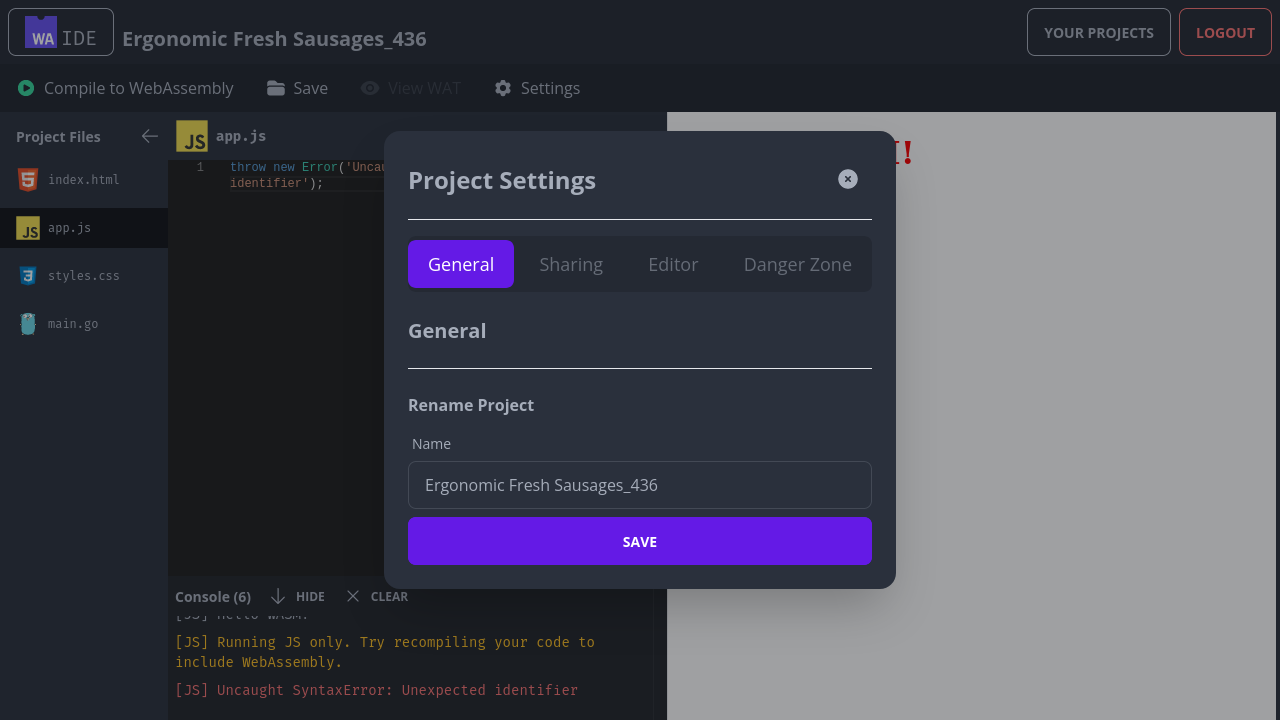 WA IDE
Ergonomic Fresh Sausages_436
YOUR PROJECTS
LOGOUT
Compile to WebAssembly
Save
View WAT
Settings
Project Files
index.html
JS app.js
styles.css
main.go
JS app.js
1 throw new Error('Uncau
identifier');
!
Project Settings
General
Sharing
Editor
Danger Zone
General
Rename Project
Name
Ergonomic Fresh Sausages_436
SAVE
Console (6)
HIDE
CLEAR
[JS] Hello WASM!
[JS] Running JS only. Try recompiling your code to
include WebAssembly.
[JS] Uncaught SyntaxError: Unexpected identifier